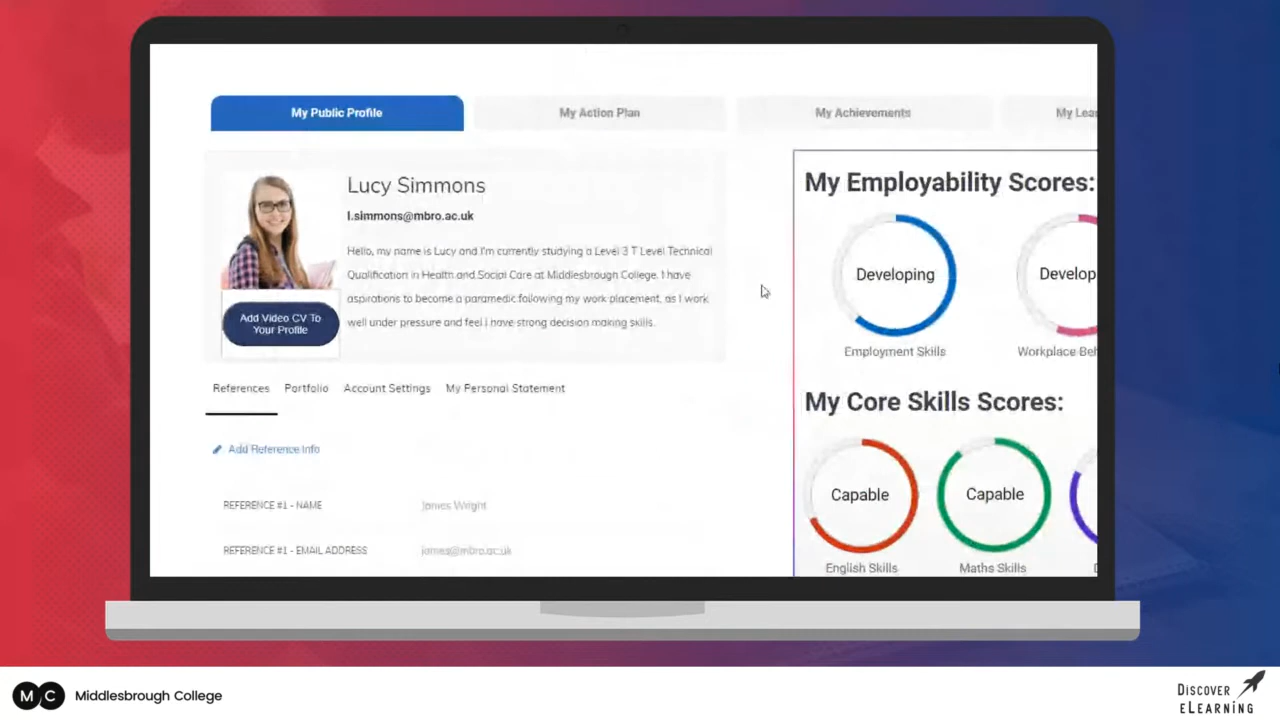 My Public Profile
My Action Plan
My Achievements
My Lea
Lucy Simmons
l.simmons@mbro.ac.uk
Hello, my name is Lucy and I'm currently studying a Level 3 T Level Technical
Qualification in Health and Social Care at Middlesbrough College. I have
aspirations to become a paramedic following my work placement, as I work
well under pressure and feel I have strong decision making skills.
Add Video CV To
Your Profile
References
Portfolio
Account Settings
My Personal Statement
Add Reference Info
REFERENCE #1 - NAME
James Wright
REFERENCE #1 - EMAIL ADDRESS
james@mbro.ac.uk
My Employability Scores:
Developing
Develop
Employment Skills
Workplace Beh
My Core Skills Scores:
Capable
Capable
English Skills
Maths Skills
MC
Middlesbrough College
DISCOVER
eLEARNING